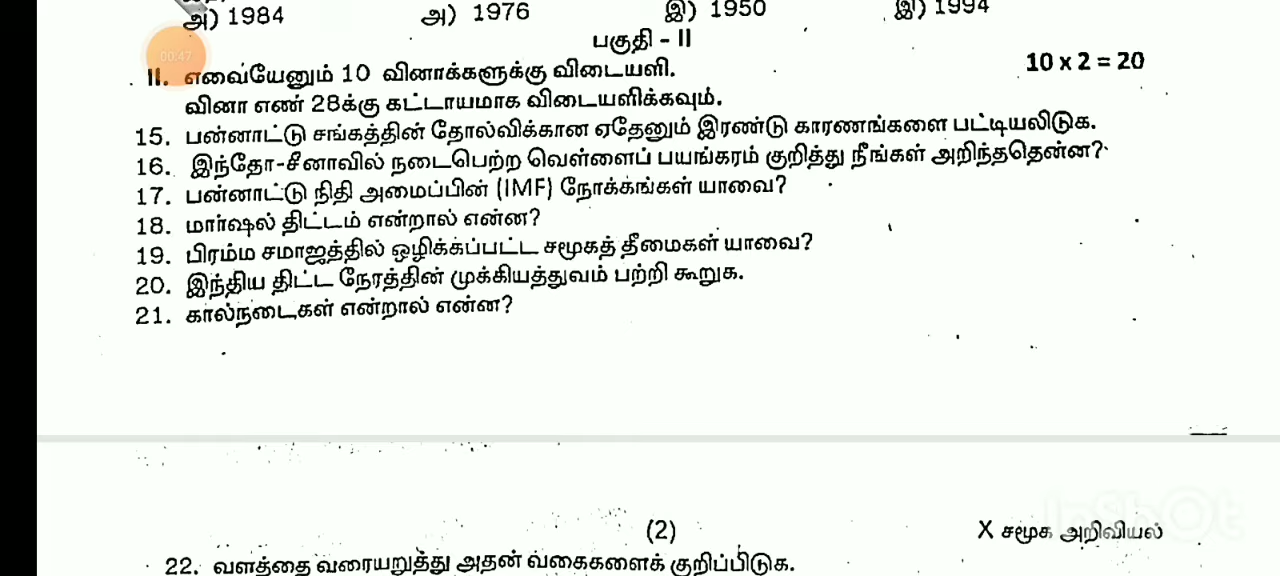 அ) 1984 அ) 1976 இ) 1950 இ) 1994
பகுதி - II
00:47
II. எவையேனும் 10 வினாக்களுக்கு விடையளி. 10 x 2 = 20
வினா எண் 28க்கு கட்டாயமாக விடையளிக்கவும்.
15. பன்னாட்டு சங்கத்தின் தோல்விக்கான ஏதேனும் இரண்டு காரணங்களை பட்டியலிடுக.
16. இந்தோ-சீனாவில் நடைபெற்ற வெள்ளைப் பயங்கரம் குறித்து நீங்கள் அறிந்ததென்ன?
17. பன்னாட்டு நிதி அமைப்பின் (IMF) நோக்கங்கள் யாவை?
18. மார்ஷல் திட்டம் என்றால் என்ன?
19. பிரம்ம சமாஜத்தில் ஒழிக்கப்பட்ட சமூகத் தீமைகள் யாவை?
20. இந்திய திட்ட நேரத்தின் முக்கியத்துவம் பற்றி கூறுக.
21. கால்நடைகள் என்றால் என்ன?
(2) X சமூக அறிவியல்
22. வளத்தை வரையறுத்து அதன் வகைகளைக் குறிப்பிடுக.